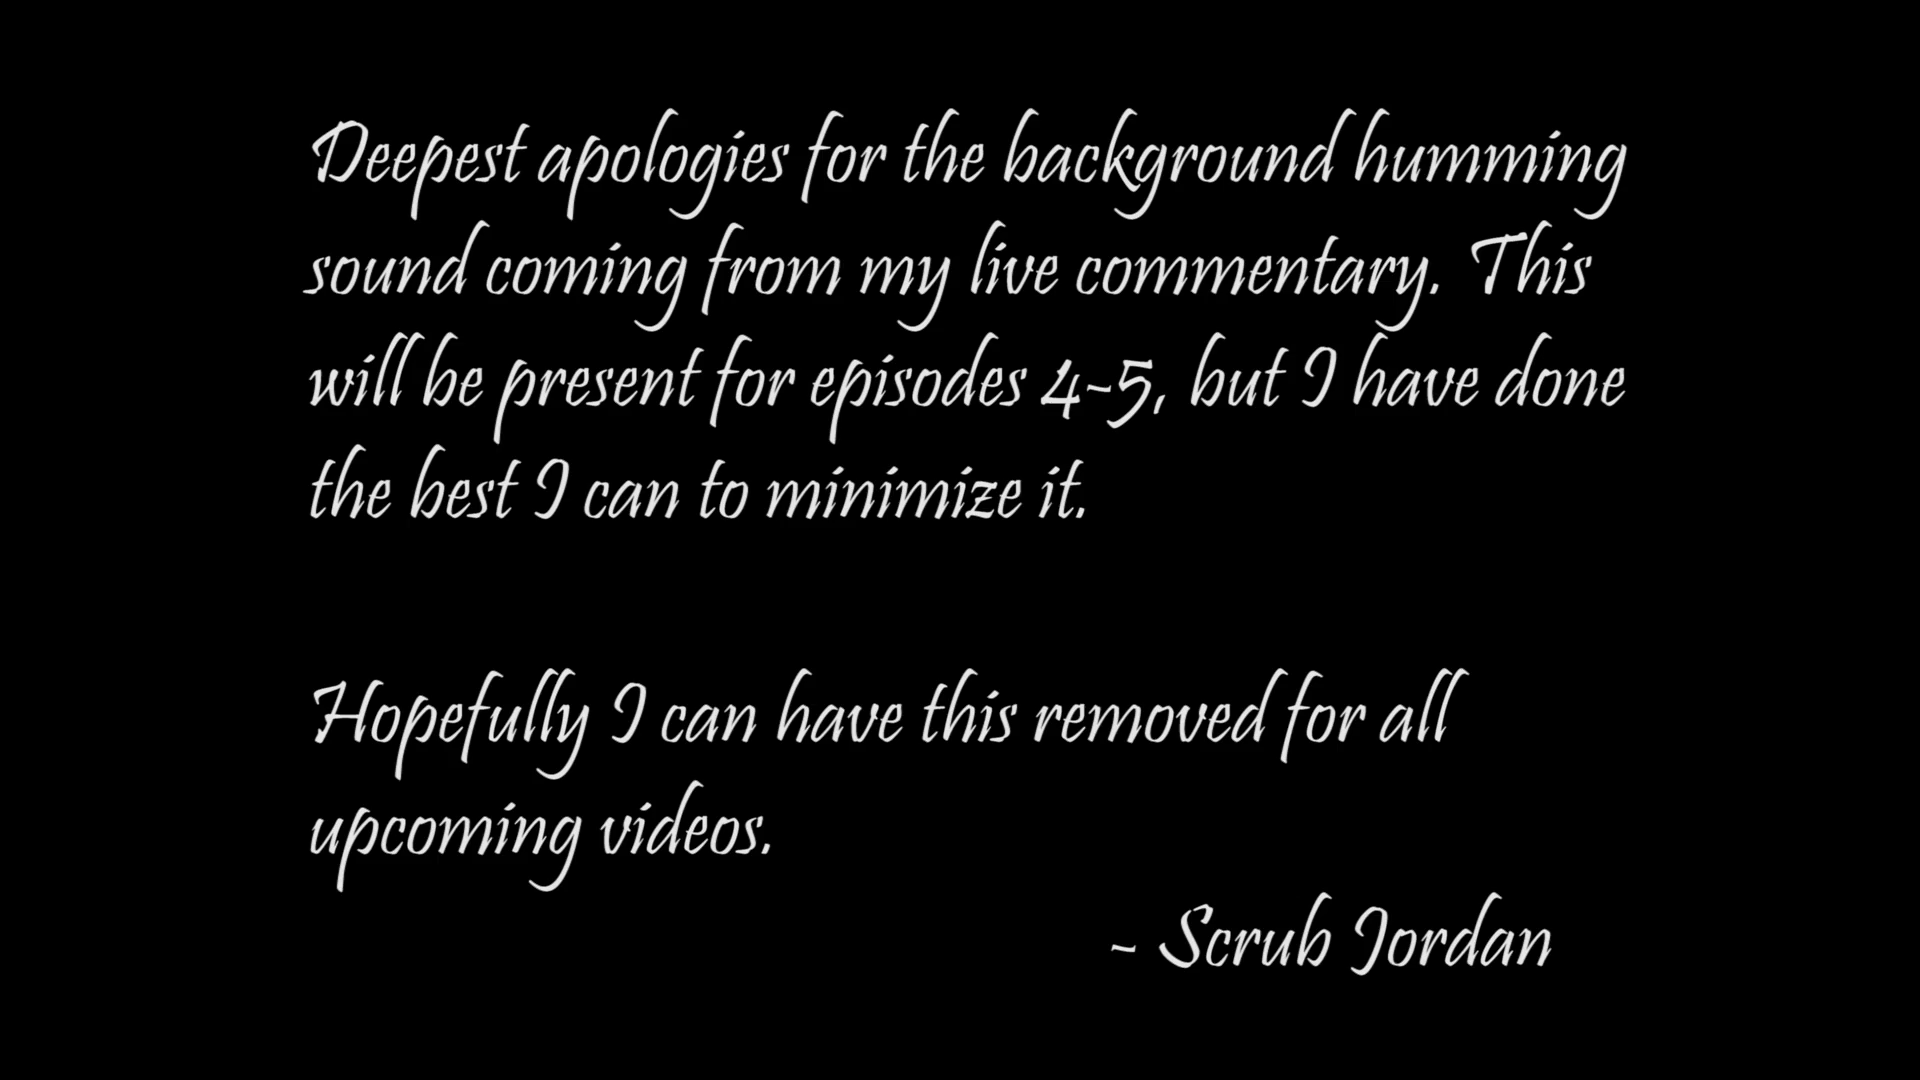 Deepest apologies for the background humming
sound coming from my live commentary. This
will be present for episodes 4-5, but I have done
the best I can to minimize it.
Hopefully I can have this removed for all
upcoming videos.
- Scrub Jordan